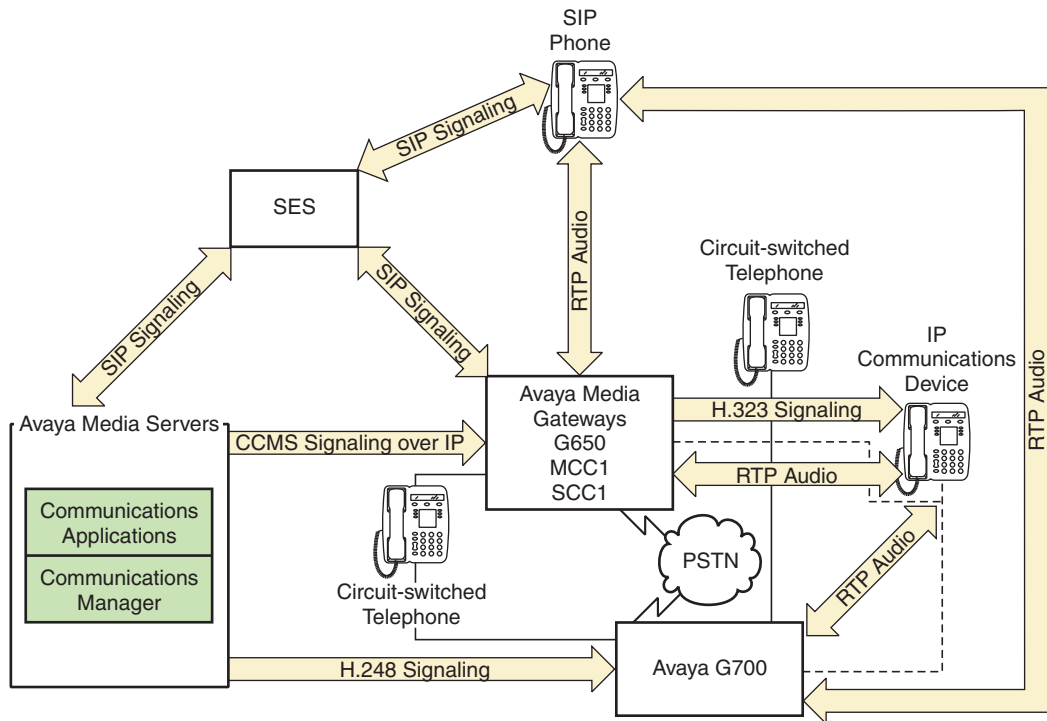 SIP
Phone
SIP Signaling
SES
SIP Signaling
SIP Signaling
RTP Audio
Circuit-switched
Telephone
IP
Communications
Device
RTP Audio
Avaya Media Servers
Avaya Media
Gateways
G650
MCC1
SCC1
H.323 Signaling
CCMS Signaling over IP
RTP Audio
Communications
Applications
Communications
Manager
PSTN
RTP Audio
Circuit-switched
Telephone
H.248 Signaling
Avaya G700